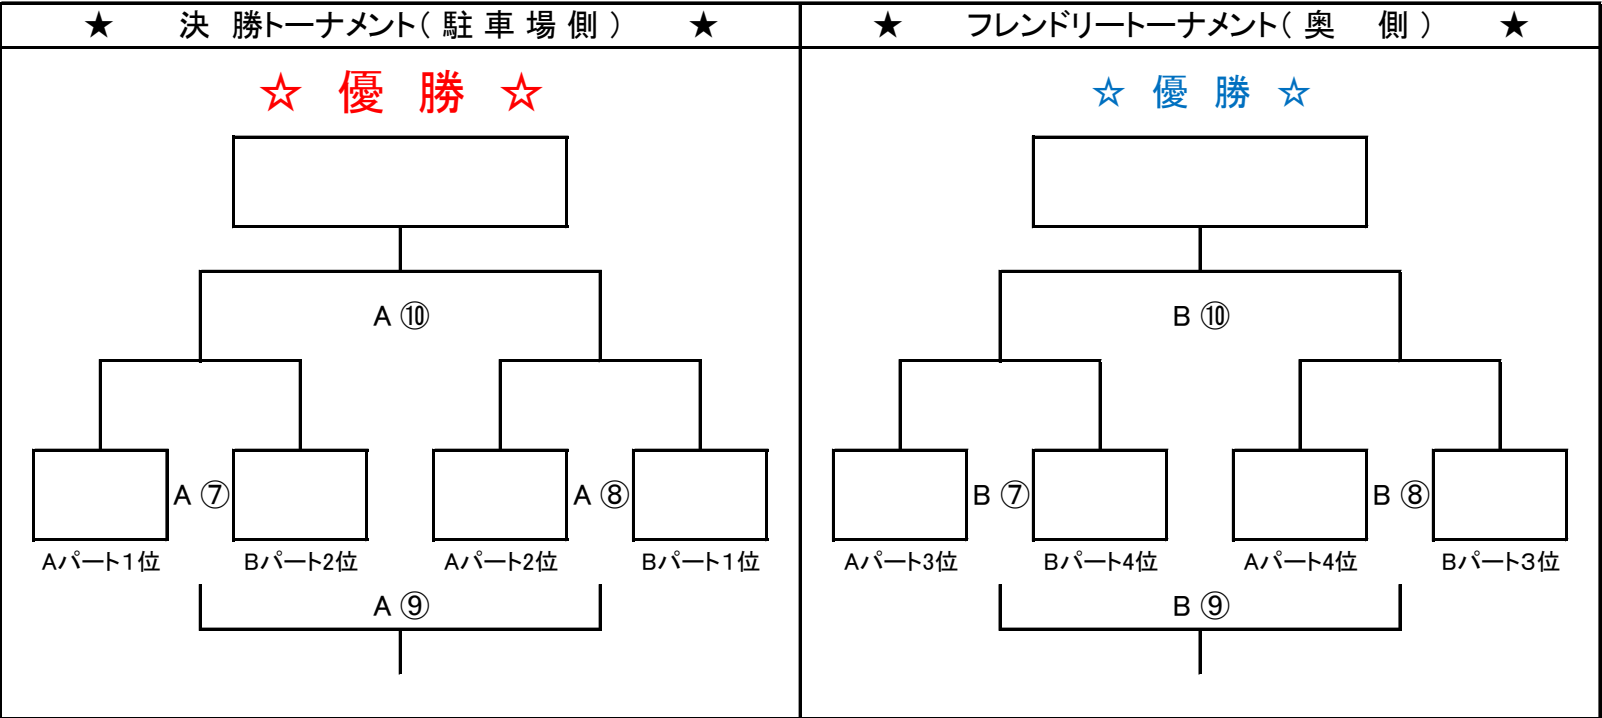 ★ 決 勝トーナメント( 駐 車 場 側 ) ★
☆ 優 勝 ☆
A ⑩
A ⑦
A ⑧
Aパート1位 Bパート2位 Aパート2位 Bパート1位
A ⑨
★ フレンドリートーナメント( 奥 側 ) ★
☆ 優 勝 ☆
B ⑩
B ⑦
B ⑧
Aパート3位 Bパート4位 Aパート4位 Bパート3位
B ⑨